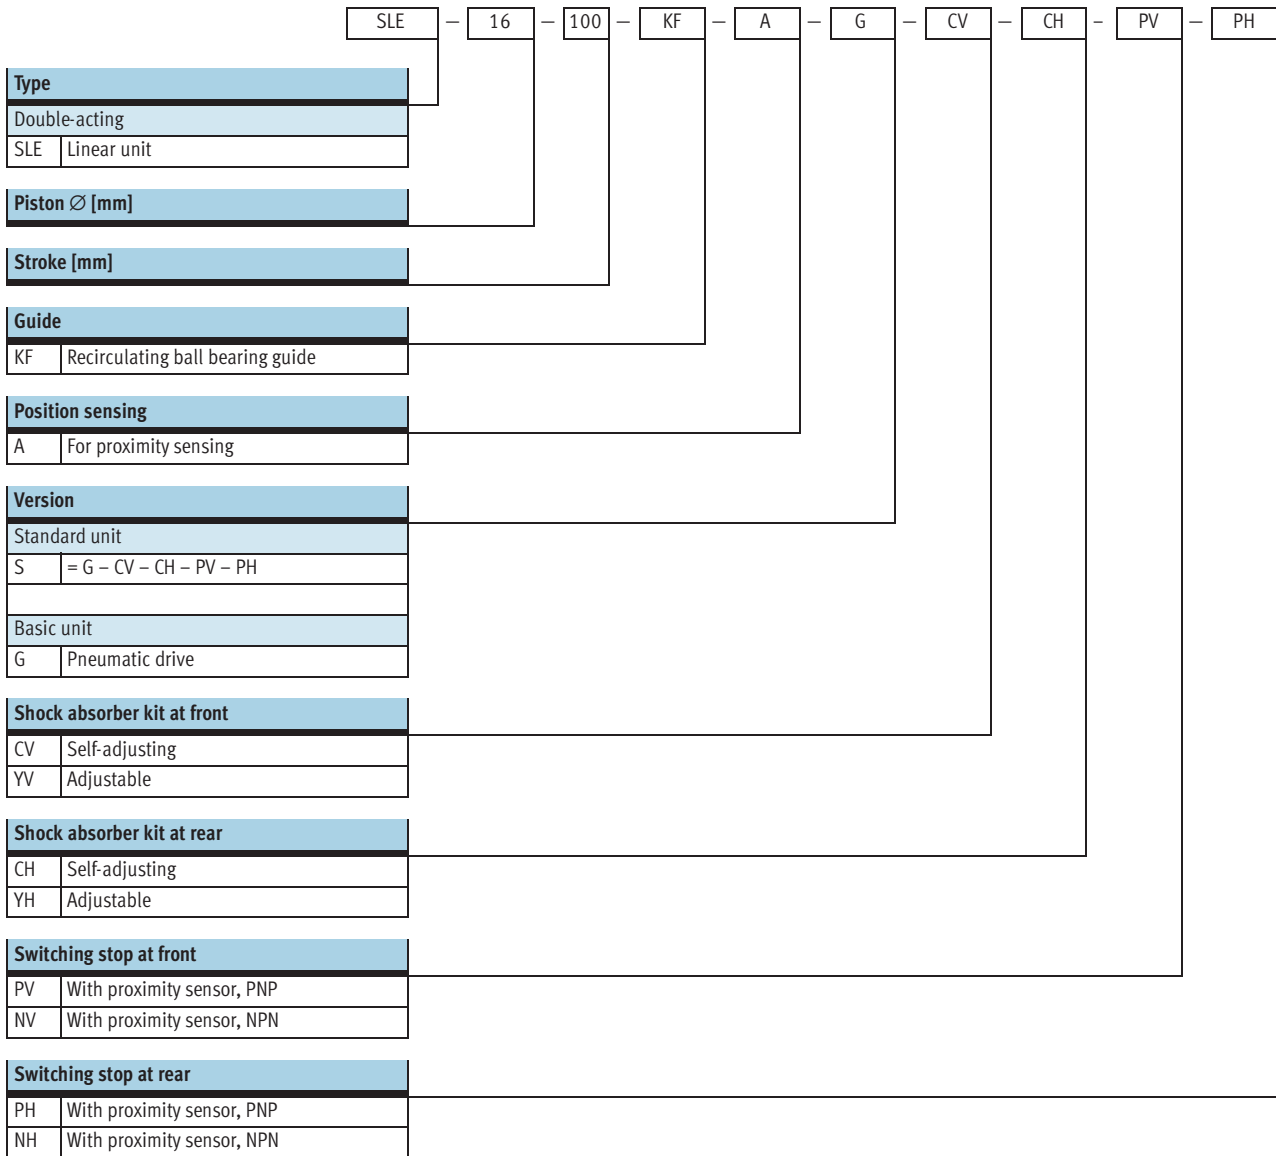 SLE – 16 – 100 – KF – A – G – CV – CH – PV – PH
Type
Double-acting
SLE Linear unit
Piston ∅ [mm]
Stroke [mm]
Guide
KF Recirculating ball bearing guide
Position sensing
A For proximity sensing
Version
Standard unit
S = G – CV – CH – PV – PH
Basic unit
G Pneumatic drive
Shock absorber kit at front
CV Self-adjusting
YV Adjustable
Shock absorber kit at rear
CH Self-adjusting
YH Adjustable
Switching stop at front
PV With proximity sensor, PNP
NV With proximity sensor, NPN
Switching stop at rear
PH With proximity sensor, PNP
NH With proximity sensor, NPN